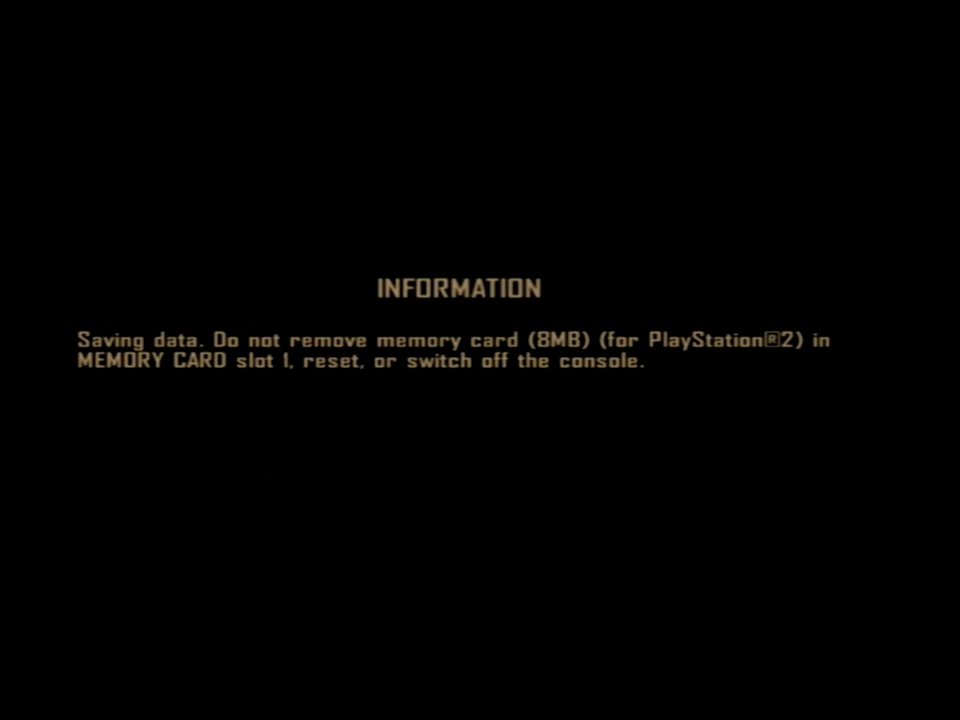 INFORMATION
Saving data. Do not remove memory card (8MB) (for PlayStation®2) in
MEMORY CARD slot 1, reset, or switch off the console.